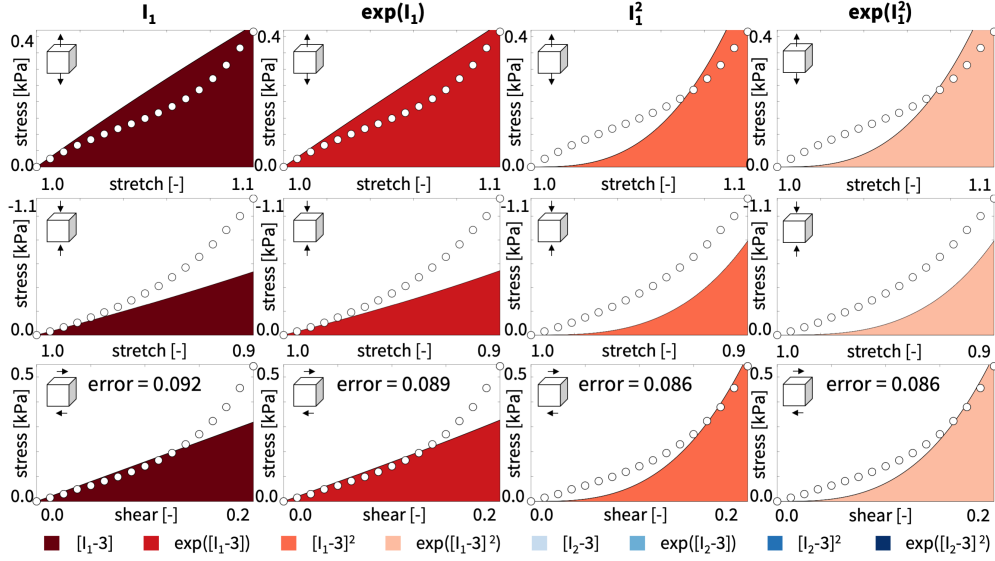 I₁ exp(I₁) I₁² exp(I₁²)
0.4 0.4 0.4 0.4
stress [kPa] stress [kPa] stress [kPa] stress [kPa]
0.0 0.0 0.0 0.0
1.0 stretch [-] 1.1 1.0 stretch [-] 1.1 1.0 stretch [-] 1.1 1.0 stretch [-] 1.1
-1.1 -1.1 -1.1 -1.1
stress [kPa] stress [kPa] stress [kPa] stress [kPa]
0.0 0.0 0.0 0.0
1.0 stretch [-] 0.9 1.0 stretch [-] 0.9 1.0 stretch [-] 0.9 1.0 stretch [-] 0.9
0.5 0.5 0.5 0.5
error = 0.092 error = 0.089 error = 0.086 error = 0.086
stress [kPa] stress [kPa] stress [kPa] stress [kPa]
0.0 0.0 0.0 0.0
0.0 shear [-] 0.2 0.0 shear [-] 0.2 0.0 shear [-] 0.2 0.0 shear [-] 0.2
[I₁-3] exp([I₁-3]) [I₁-3]² exp([I₁-3]²) [I₂-3] exp([I₂-3]) [I₂-3]² exp([I₂-3]²)